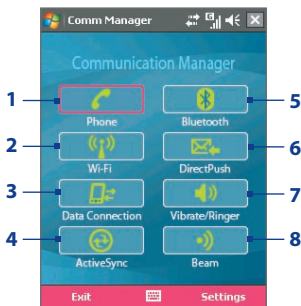 Comm Manager
Communication Manager
1
Phone
5
Bluetooth
2
Wi-Fi
6
DirectPush
3
Data Connection
7
Vibrate/Ringer
4
ActiveSync
8
Beam
Exit
Settings